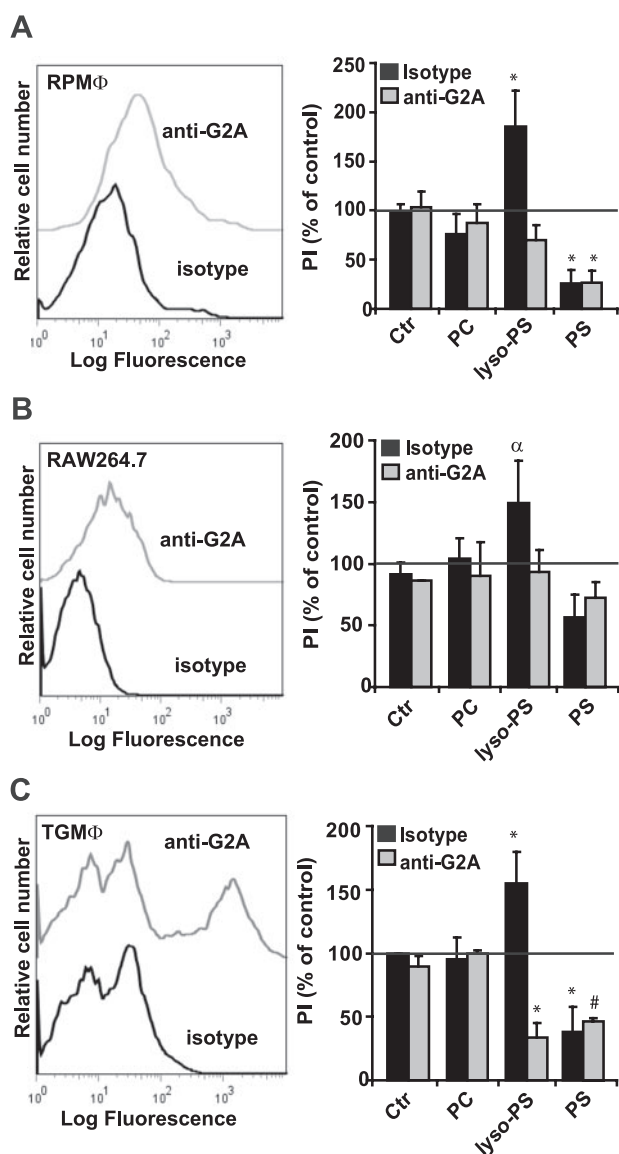 A
RPMΦ
anti-G2A
isotype
Relative cell number
10⁰ 10¹ 10² 10³
Log Fluorescence
Isotype
anti-G2A
PI (% of control)
250
200
150
100
50
0
* * *
Ctr PC lyso-PS PS
B
RAW264.7
anti-G2A
isotype
Relative cell number
10⁰ 10¹ 10² 10³
Log Fluorescence
Isotype
anti-G2A
PI (% of control)
200
150
100
50
0
α
Ctr PC lyso-PS PS
C
TGMΦ
anti-G2A
isotype
Relative cell number
10⁰ 10¹ 10² 10³
Log Fluorescence
Isotype
anti-G2A
PI (% of control)
200
150
100
50
0
* * * #
Ctr PC lyso-PS PS